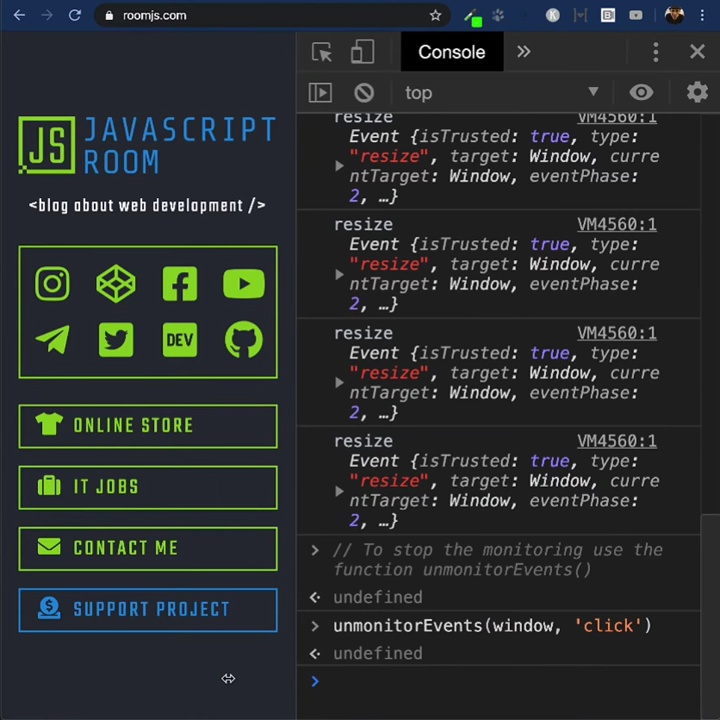 roomjs.com
Console
top
JS JAVASCRIPT
ROOM
<blog about web development />
DEV
ONLINE STORE
IT JOBS
CONTACT ME
SUPPORT PROJECT
resize VM4560:1
Event {isTrusted: true, type:
"resize", target: Window, curre
ntTarget: Window, eventPhase:
2, …}
resize VM4560:1
Event {isTrusted: true, type:
"resize", target: Window, curre
ntTarget: Window, eventPhase:
2, …}
resize VM4560:1
Event {isTrusted: true, type:
"resize", target: Window, curre
ntTarget: Window, eventPhase:
2, …}
resize VM4560:1
Event {isTrusted: true, type:
"resize", target: Window, curre
ntTarget: Window, eventPhase:
2, …}
// To stop the monitoring use the
function unmonitorEvents()
undefined
unmonitorEvents(window, 'click')
undefined